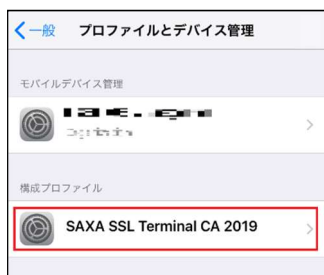 一般
プロファイルとデバイス管理
モバイルデバイス管理
構成プロファイル
SAXA SSL Terminal CA 2019